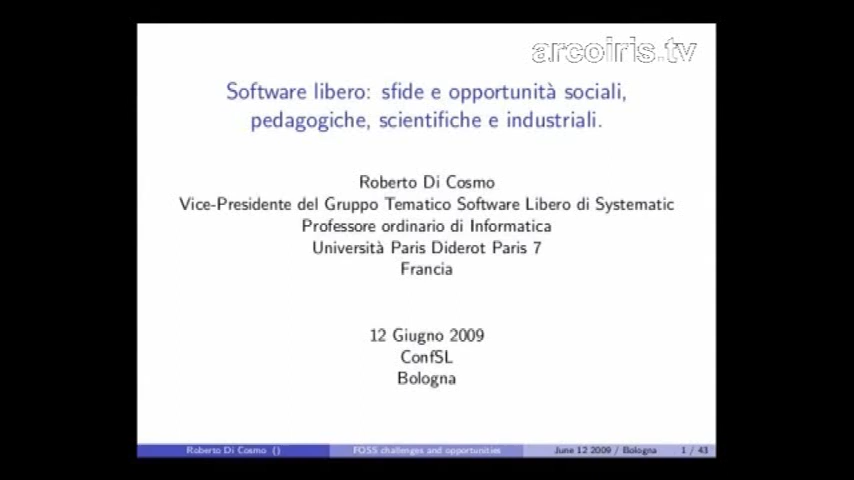 arcoiris.tv
Software libero: sfide e opportunità sociali,
pedagogiche, scientifiche e industriali.
Roberto Di Cosmo
Vice-Presidente del Gruppo Tematico Software Libero di Systematic
Professore ordinario di Informatica
Università Paris Diderot Paris 7
Francia
12 Giugno 2009
ConfSL
Bologna
Roberto Di Cosmo () FOSS challenges and opportunities June 12 2009 / Bologna 1 / 43